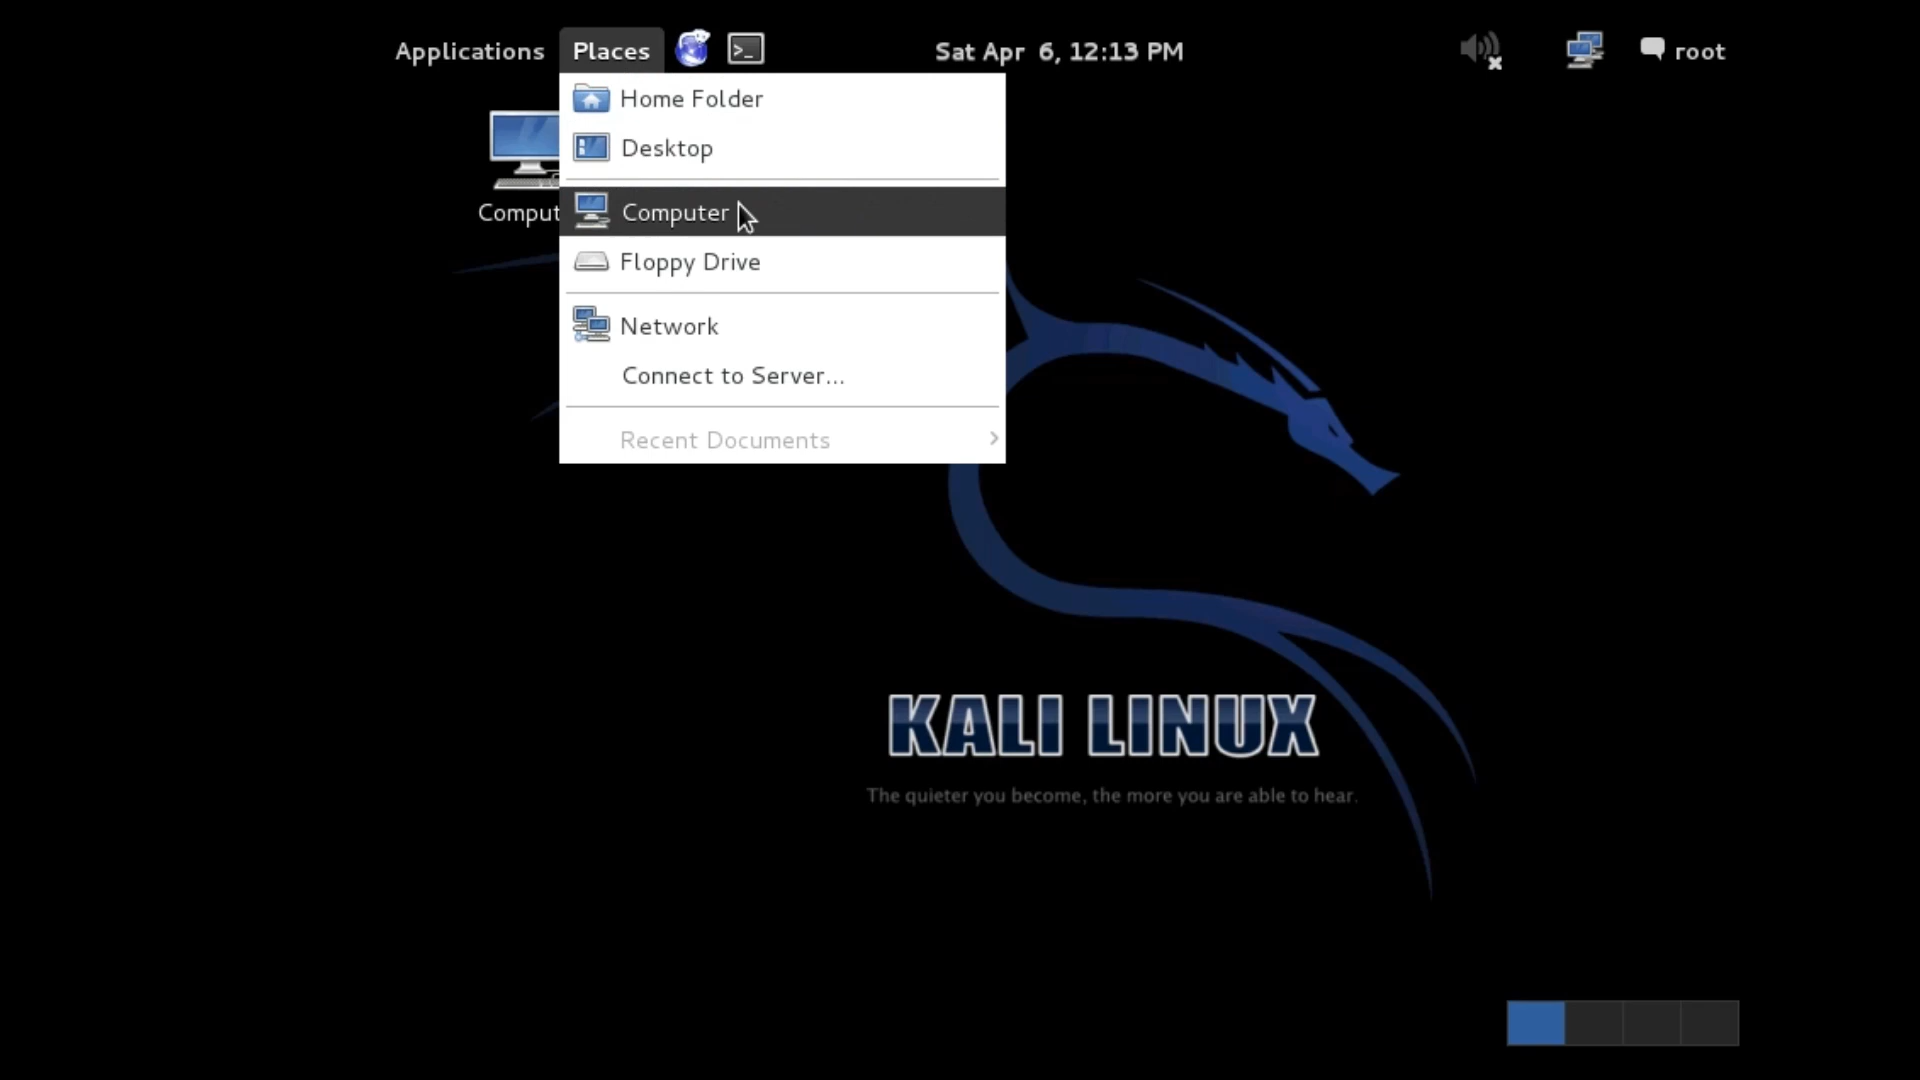 Applications Places Sat Apr 6, 12:13 PM root
Home Folder
Desktop
Comput
Computer
Floppy Drive
Network
Connect to Server...
Recent Documents
KALI LINUX
The quieter you become, the more you are able to hear.